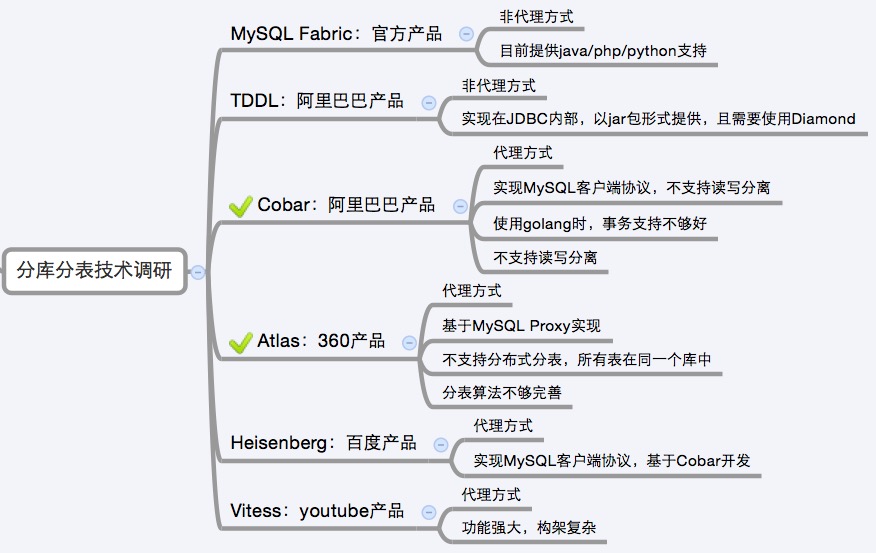 分库分表技术调研
MySQL Fabric：官方产品
非代理方式
目前提供java/php/python支持
TDDL：阿里巴巴产品
非代理方式
实现在JDBC内部，以jar包形式提供，且需要使用Diamond
Cobar：阿里巴巴产品
代理方式
实现MySQL客户端协议，不支持读写分离
使用golang时，事务支持不够好
不支持读写分离
Atlas：360产品
代理方式
基于MySQL Proxy实现
不支持分布式分表，所有表在同一个库中
分表算法不够完善
Heisenberg：百度产品
代理方式
实现MySQL客户端协议，基于Cobar开发
Vitess：youtube产品
代理方式
功能强大，构架复杂